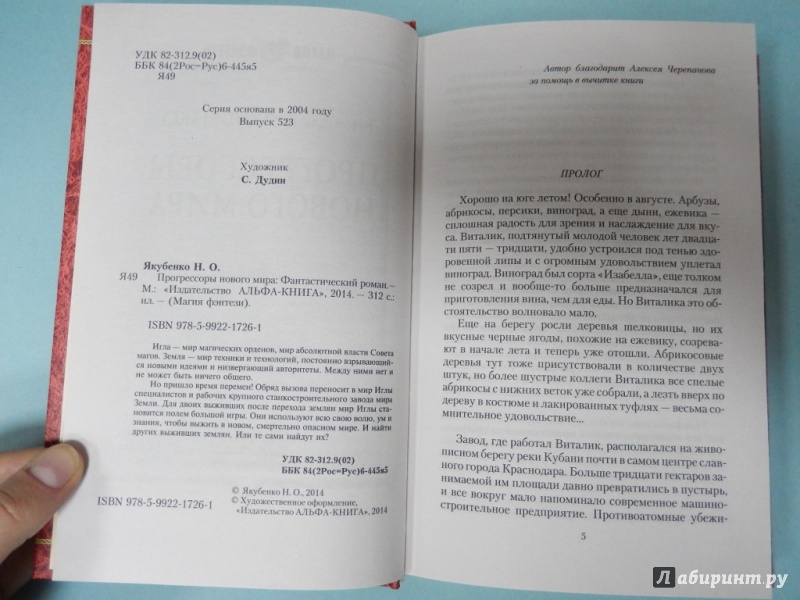 УДК 82-312.9(02)
ББК 84(2Рос=Рус)6-445я5
Я49
Серия основана в 2004 году
Выпуск 523
Художник
С. Дудин
Якубенко Н. О.
Я49 Прогрессоры нового мира: Фантастический роман.—
М.: «Издательство АЛЬФА-КНИГА», 2014. — 312 с.:
ил. — (Магия фэнтези).
ISBN 978-5-9922-1726-1
Игла — мир магических орденов, мир абсолютной власти Совета
магов. Земля — мир техники и технологий, постоянно взрывающий-
ся новыми идеями и низвергающий авторитеты. Между ними нет и
не может быть ничего общего.
Но пришло время перемен! Обряд вызова переносит в мир Иглы
специалистов и рабочих крупного станкостроительного завода мира
Земли. Для двоих выживших после перехода землян мир Иглы ста-
новится полем большой игры. Они используют всю свою волю, ум и
знания, чтобы выжить в новом, смертельно опасном мире. И найти
других выживших землян. Или те сами найдут их?
УДК 82-312.9(02)
ББК 84(2Рос=Рус)6-445я5
© Якубенко Н. О., 2014
© Художественное оформление,
«Издательство АЛЬФА-КНИГА», 2014
ISBN 978-5-9922-1726-1
Автор благодарит Алексея Черепанова
за помощь в вычитке книги
ПРОЛОГ
Хорошо на юге летом! Особенно в августе. Арбузы,
абрикосы, персики, виноград, а еще дыни, ежевика —
сплошная радость для зрения и наслаждение для вку-
са. Виталик, подтянутый молодой человек лет двадца-
ти пяти — тридцати, удобно устроился под тенью здо-
ровенной липы и с огромным удовольствием уплетал
виноград. Виноград был сорта «Изабелла», еще толком
не созрел и вообще-то больше предназначался для
приготовления вина, чем для еды. Но Виталика это об-
стоятельство волновало мало.
Еще на берегу росли деревья шелковицы, но их
вкусные черные ягоды, похожие на ежевику, созрева-
ют в начале лета и теперь уже отошли. Абрикосовые
деревья тут тоже присутствовали в количестве двух
штук, но более шустрые коллеги Виталика все спелые
абрикосы с нижних веток уже собрали, а лезть вверх по
дереву в костюме и лакированных туфлях — весьма со-
мнительное удовольствие...
Завод, где работал Виталик, располагался на живо-
писном берегу реки Кубани почти в самом центре слав-
ного города Краснодара. Больше тридцати гектаров за-
нимаемой им площади давно превратились в пустырь,
и все вокруг мало напоминало современное машино-
строительное предприятие. Противоатомные убежи-
5
Лабиринт.ру